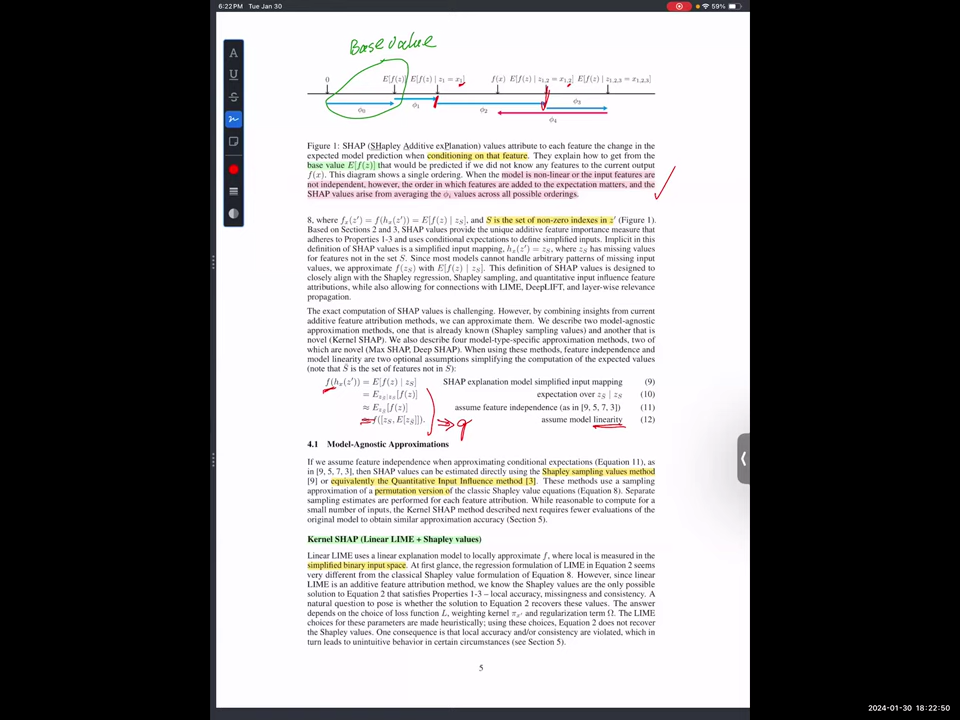 6:22 PM Tue Jan 30
59%
Base value
0
E[f(z)] E[f(z) | z1 = x1]
f(x) E[f(z) | z1,2 = x1,2] E[f(z) | z1,2,3 = x1,2,3]
ϕ0
ϕ1
ϕ2
ϕ3
ϕ4
Figure 1: SHAP (SHapley Additive exPlanation) values attribute to each feature the change in the
expected model prediction when conditioning on that feature. They explain how to get from the
base value E[f(z)] that would be predicted if we did not know any features to the current output
f(x). This diagram shows a single ordering. When the model is non-linear or the input features are
not independent, however, the order in which features are added to the expectation matters, and the
SHAP values arise from averaging the ϕi values across all possible orderings.
8, where fx(z′) = f(hx(z′)) = E[f(z) | zS], and S is the set of non-zero indexes in z′ (Figure 1).
Based on Sections 2 and 3, SHAP values provide the unique additive feature importance measure that
adheres to Properties 1-3 and uses conditional expectations to define simplified inputs. Implicit in this
definition of SHAP values is a simplified input mapping, hx(z′) = zS, where zS has missing values
for features not in the set S. Since most models cannot handle arbitrary patterns of missing input
values, we approximate f(zS) with E[f(z) | zS]. This definition of SHAP values is designed to
closely align with the Shapley regression, Shapley sampling, and quantitative input influence feature
attributions, while also allowing for connections with LIME, DeepLIFT, and layer-wise relevance
propagation.
The exact computation of SHAP values is challenging. However, by combining insights from current
additive feature attribution methods, we can approximate them. We describe two model-agnostic
approximation methods, one that is already known (Shapley sampling values) and another that is
novel (Kernel SHAP). We also describe four model-type-specific approximation methods, two of
which are novel (Max SHAP, Deep SHAP). When using these methods, feature independence and
model linearity are two optional assumptions simplifying the computation of the expected values
(note that S̄ is the set of features not in S):
f(hx(z′)) = E[f(z) | zS] SHAP explanation model simplified input mapping (9)
= EzS̄|zS[f(z)] expectation over zS̄ | zS (10)
≈ EzS̄[f(z)] assume feature independence (as in [9, 5, 7, 3]) (11)
≈ f([zS, E[zS̄]]). assume model linearity (12)
4.1 Model-Agnostic Approximations
If we assume feature independence when approximating conditional expectations (Equation 11), as
in [9, 5, 7, 3], then SHAP values can be estimated directly using the Shapley sampling values method
[9] or equivalently the Quantitative Input Influence method [3]. These methods use a sampling
approximation of a permutation version of the classic Shapley value equations (Equation 8). Separate
sampling estimates are performed for each feature attribution. While reasonable to compute for a
small number of inputs, the Kernel SHAP method described next requires fewer evaluations of the
original model to obtain similar approximation accuracy (Section 5).
Kernel SHAP (Linear LIME + Shapley values)
Linear LIME uses a linear explanation model to locally approximate f, where local is measured in the
simplified binary input space. At first glance, the regression formulation of LIME in Equation 2 seems
very different from the classical Shapley value formulation of Equation 8. However, since linear
LIME is an additive feature attribution method, we know the Shapley values are the only possible
solution to Equation 2 that satisfies Properties 1-3 – local accuracy, missingness and consistency. A
natural question to pose is whether the solution to Equation 2 recovers these values. The answer
depends on the choice of loss function L, weighting kernel πx′ and regularization term Ω. The LIME
choices for these parameters are made heuristically; using these choices, Equation 2 does not recover
the Shapley values. One consequence is that local accuracy and/or consistency are violated, which in
turn leads to unintuitive behavior in certain circumstances (see Section 5).
5
2024-01-30 18:22:50